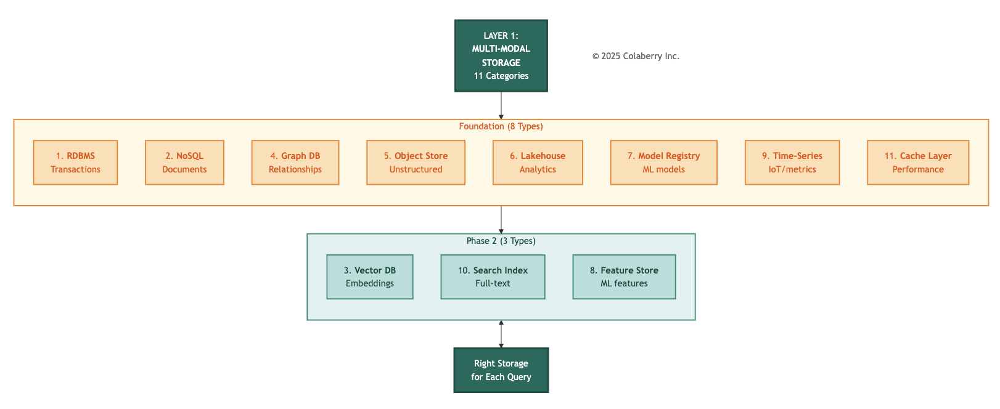 LAYER 1:
MULTI-MODAL
STORAGE
11 Categories
© 2025 Colaberry Inc.
Foundation (8 Types)
1. RDBMS
Transactions
2. NoSQL
Documents
4. Graph DB
Relationships
5. Object Store
Unstructured
6. Lakehouse
Analytics
7. Model Registry
ML models
9. Time-Series
IoT/metrics
11. Cache Layer
Performance
Phase 2 (3 Types)
3. Vector DB
Embeddings
10. Search Index
Full-text
8. Feature Store
ML features
Right Storage
for Each Query